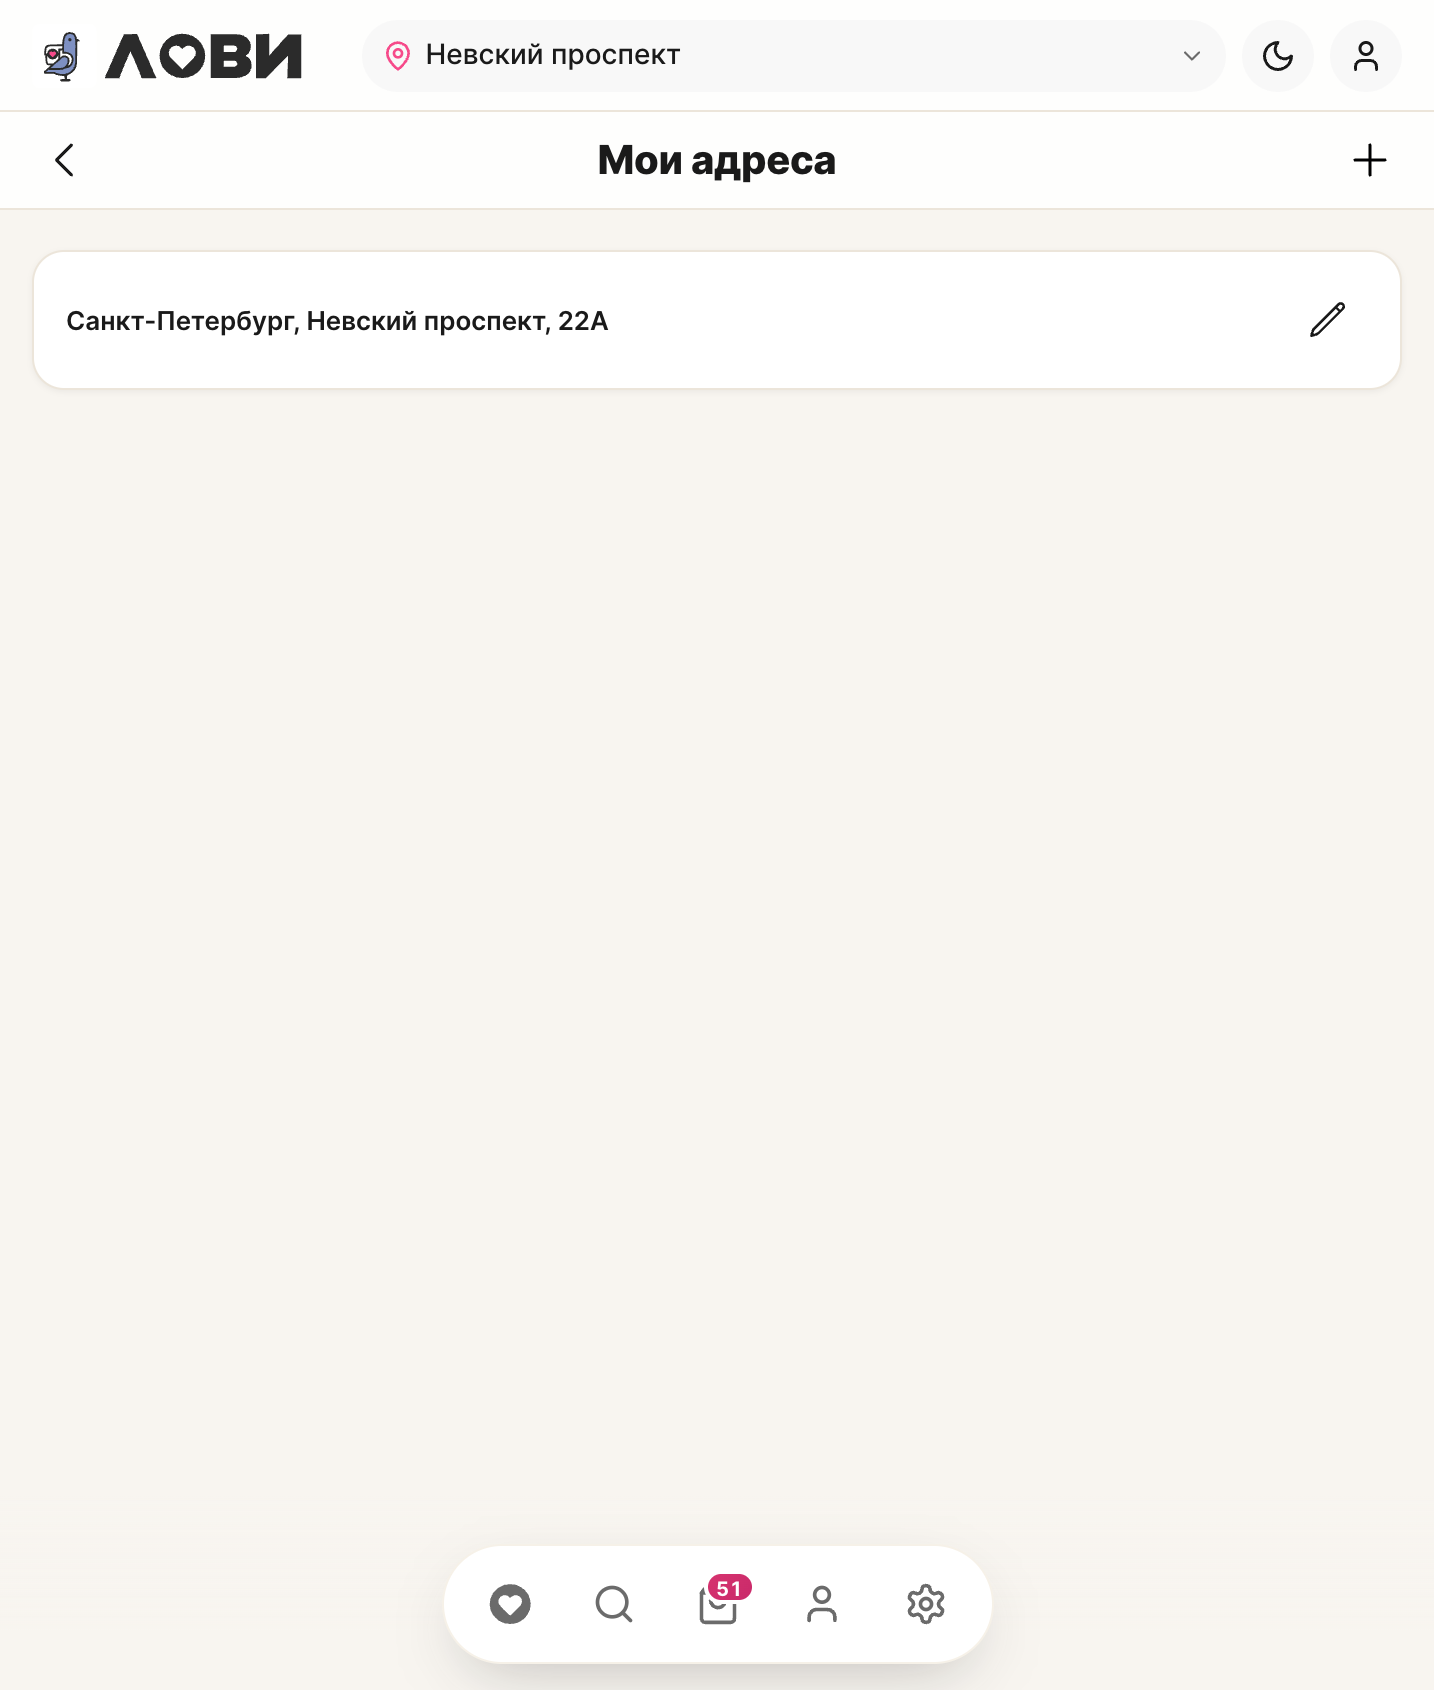 ЛОВИ
Невский проспект
Мои адреса
Санкт-Петербург, Невский проспект, 22А
51